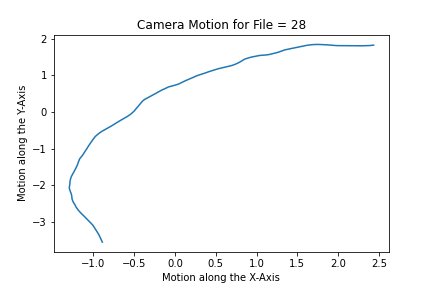 Camera Motion for File = 28
Motion along the Y-Axis
2
1
0
−1
−2
−3
−1.0 −0.5 0.0 0.5 1.0 1.5 2.0 2.5
Motion along the X-Axis